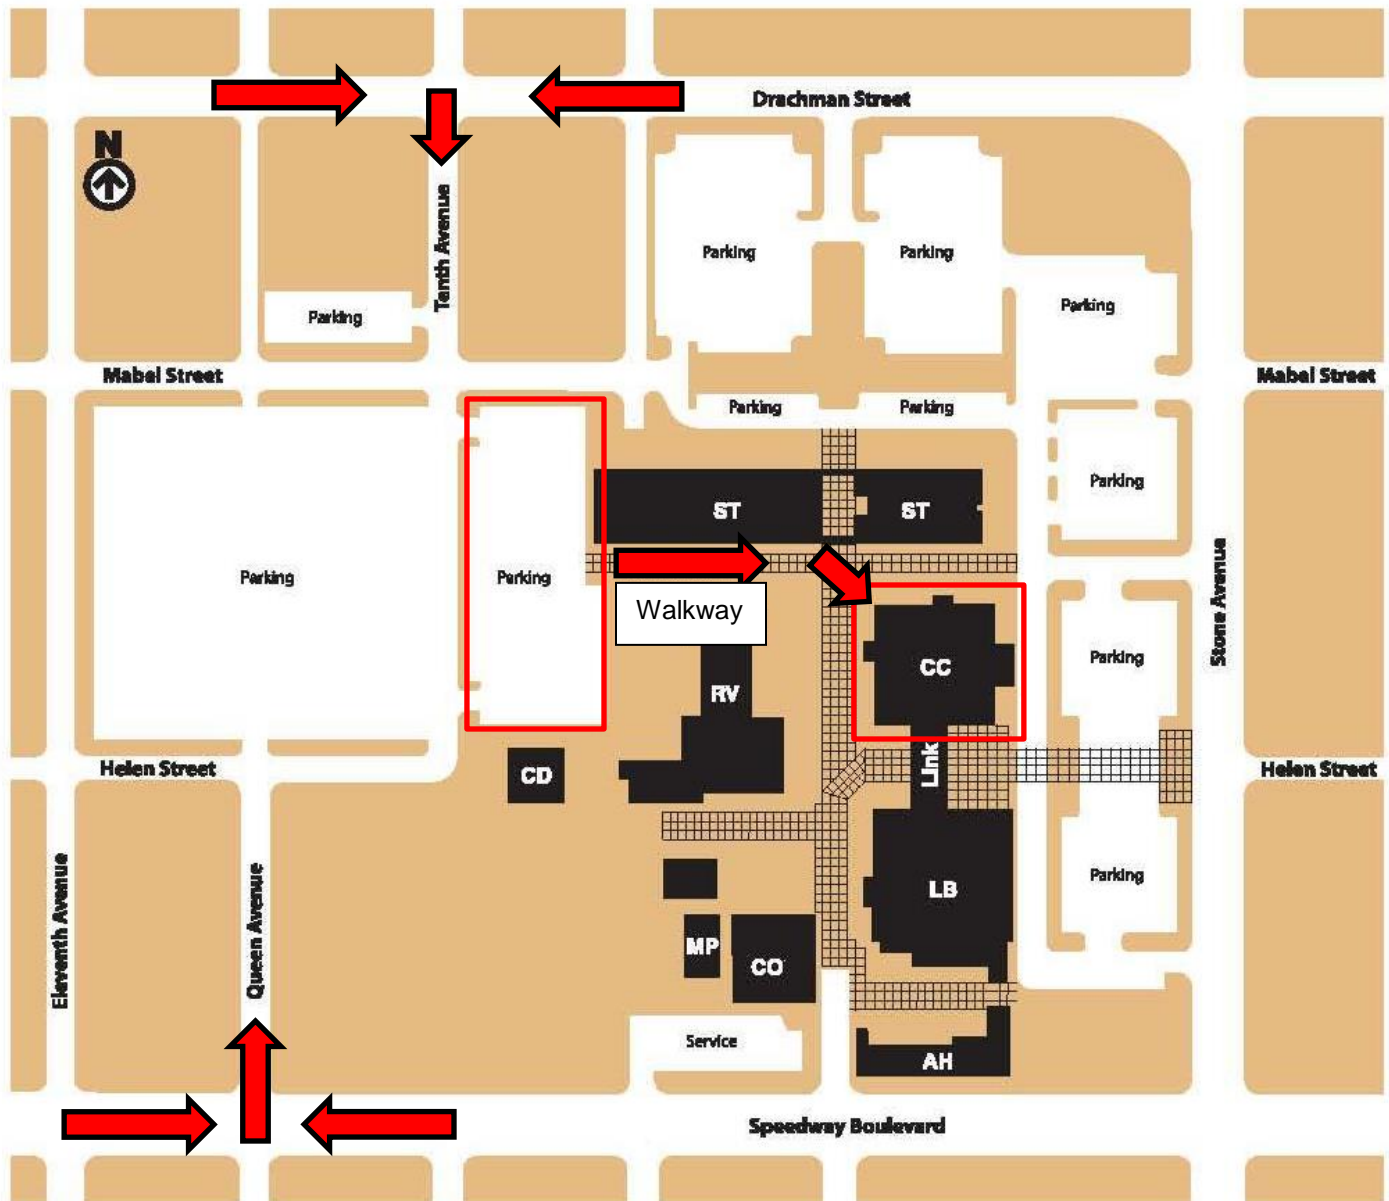 Drachman Street
N
Tenth Avenue
Parking
Parking
Parking
Parking
Mabel Street
Mabel Street
Parking
Parking
Parking
ST
ST
Parking
Parking
Walkway
Stone Avenue
Parking
CC
RV
Link
Helen Street
CD
Helen Street
Parking
LB
Eleventh Avenue
Queen Avenue
MP
CO
Service
AH
Speedway Boulevard